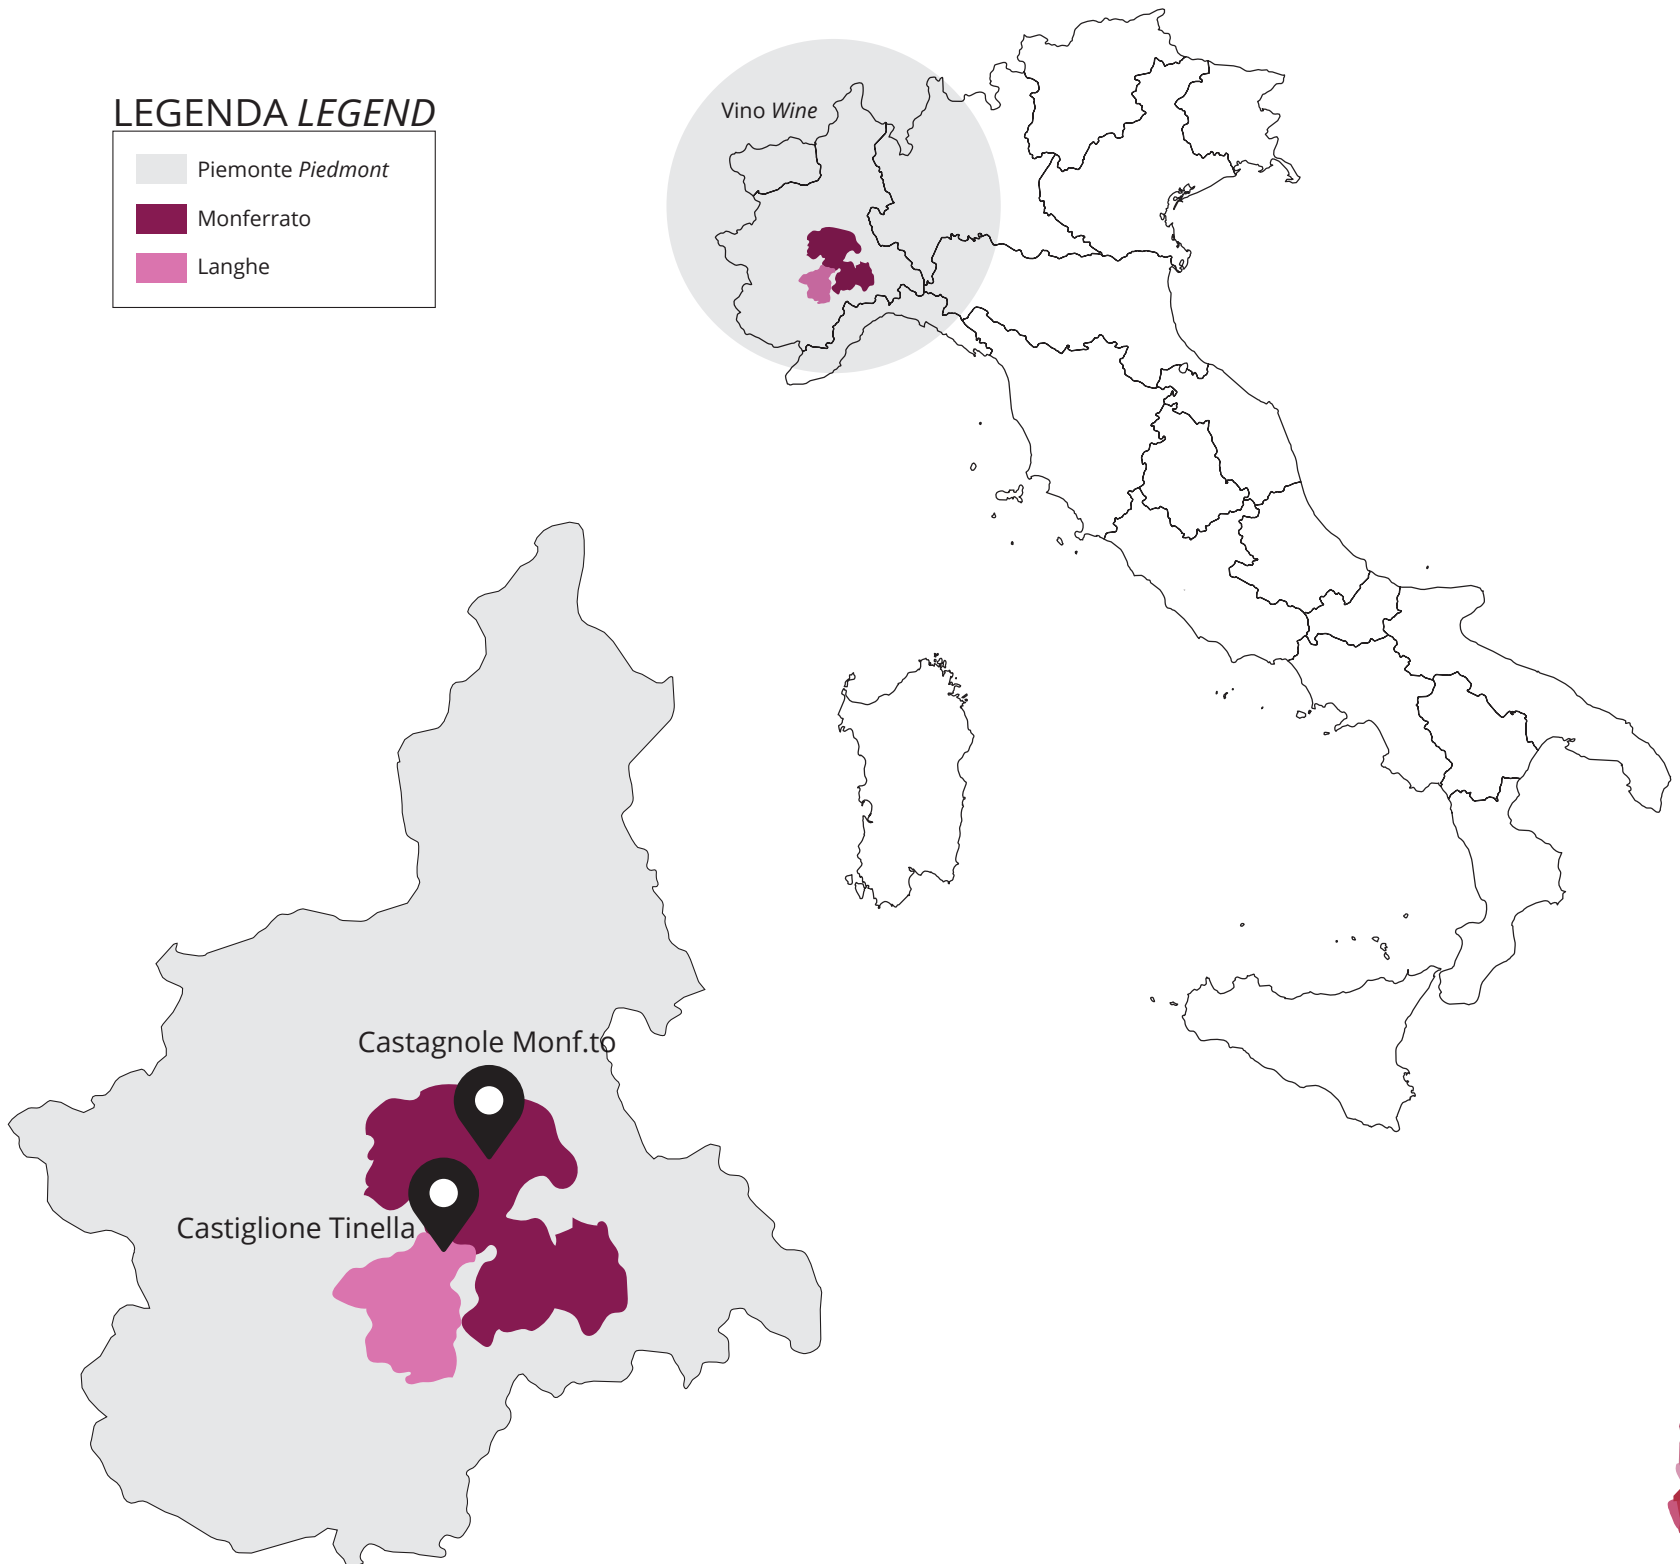 LEGENDA LEGEND
Piemonte Piedmont
Monferrato
Langhe
Vino Wine
Castagnole Monf.to
Castiglione Tinella